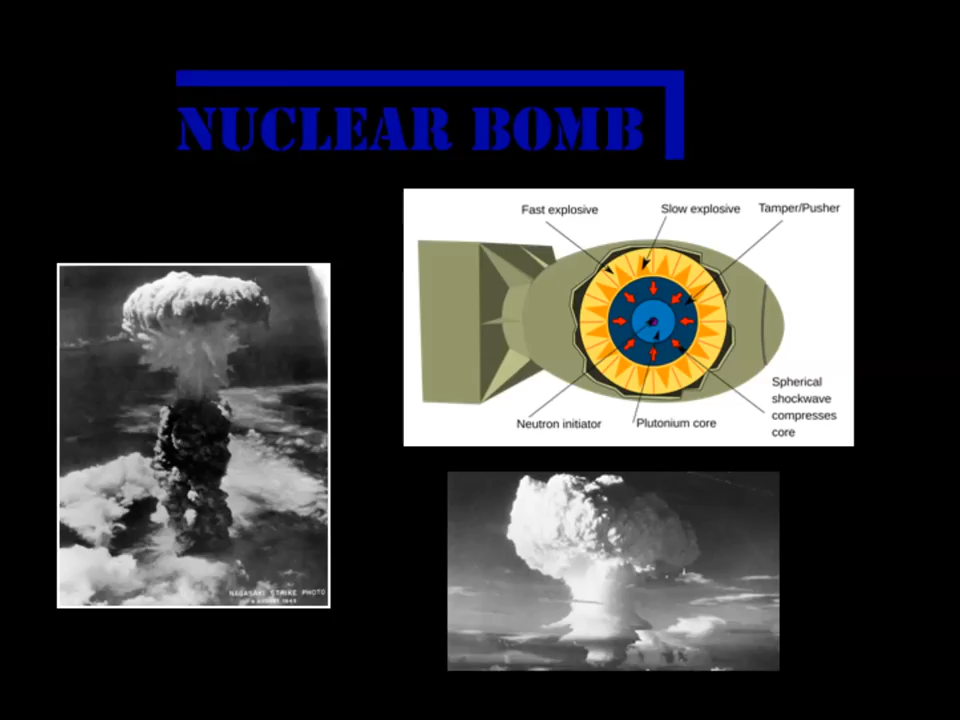 NUCLEAR BOMB
Fast explosive
Slow explosive
Tamper/Pusher
Neutron initiator
Plutonium core
Spherical
shockwave
compresses
core
NAGASAKI STRIKE PHOTO